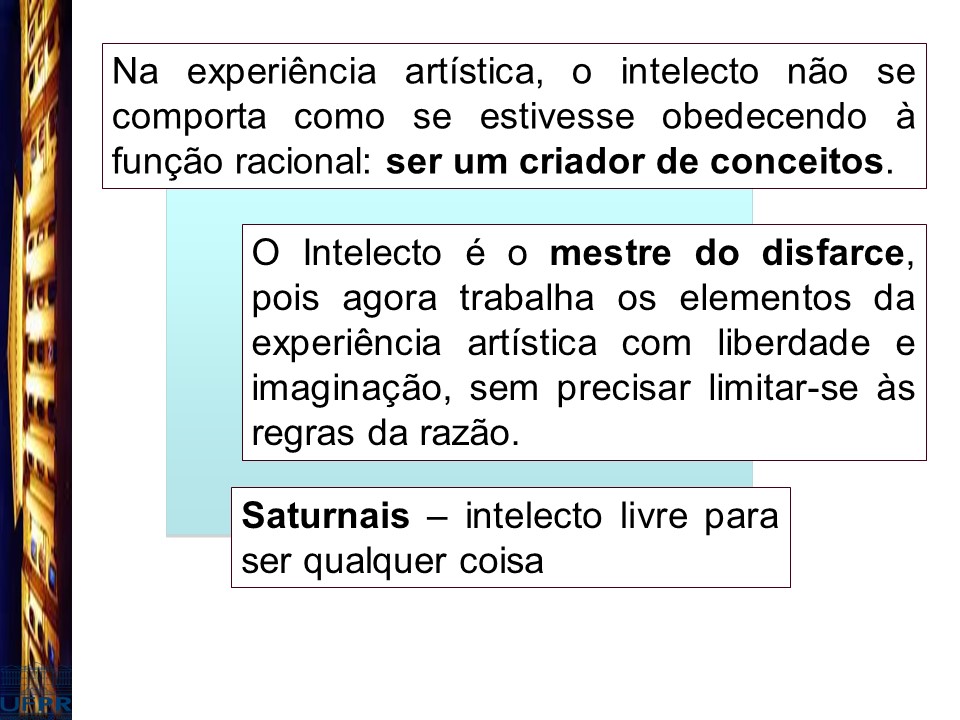 Na experiência artística, o intelecto não se
comporta como se estivesse obedecendo à
função racional: ser um criador de conceitos.
O Intelecto é o mestre do disfarce,
pois agora trabalha os elementos da
experiência artística com liberdade e
imaginação, sem precisar limitar-se às
regras da razão.
Saturnais – intelecto livre para
ser qualquer coisa
UFPR